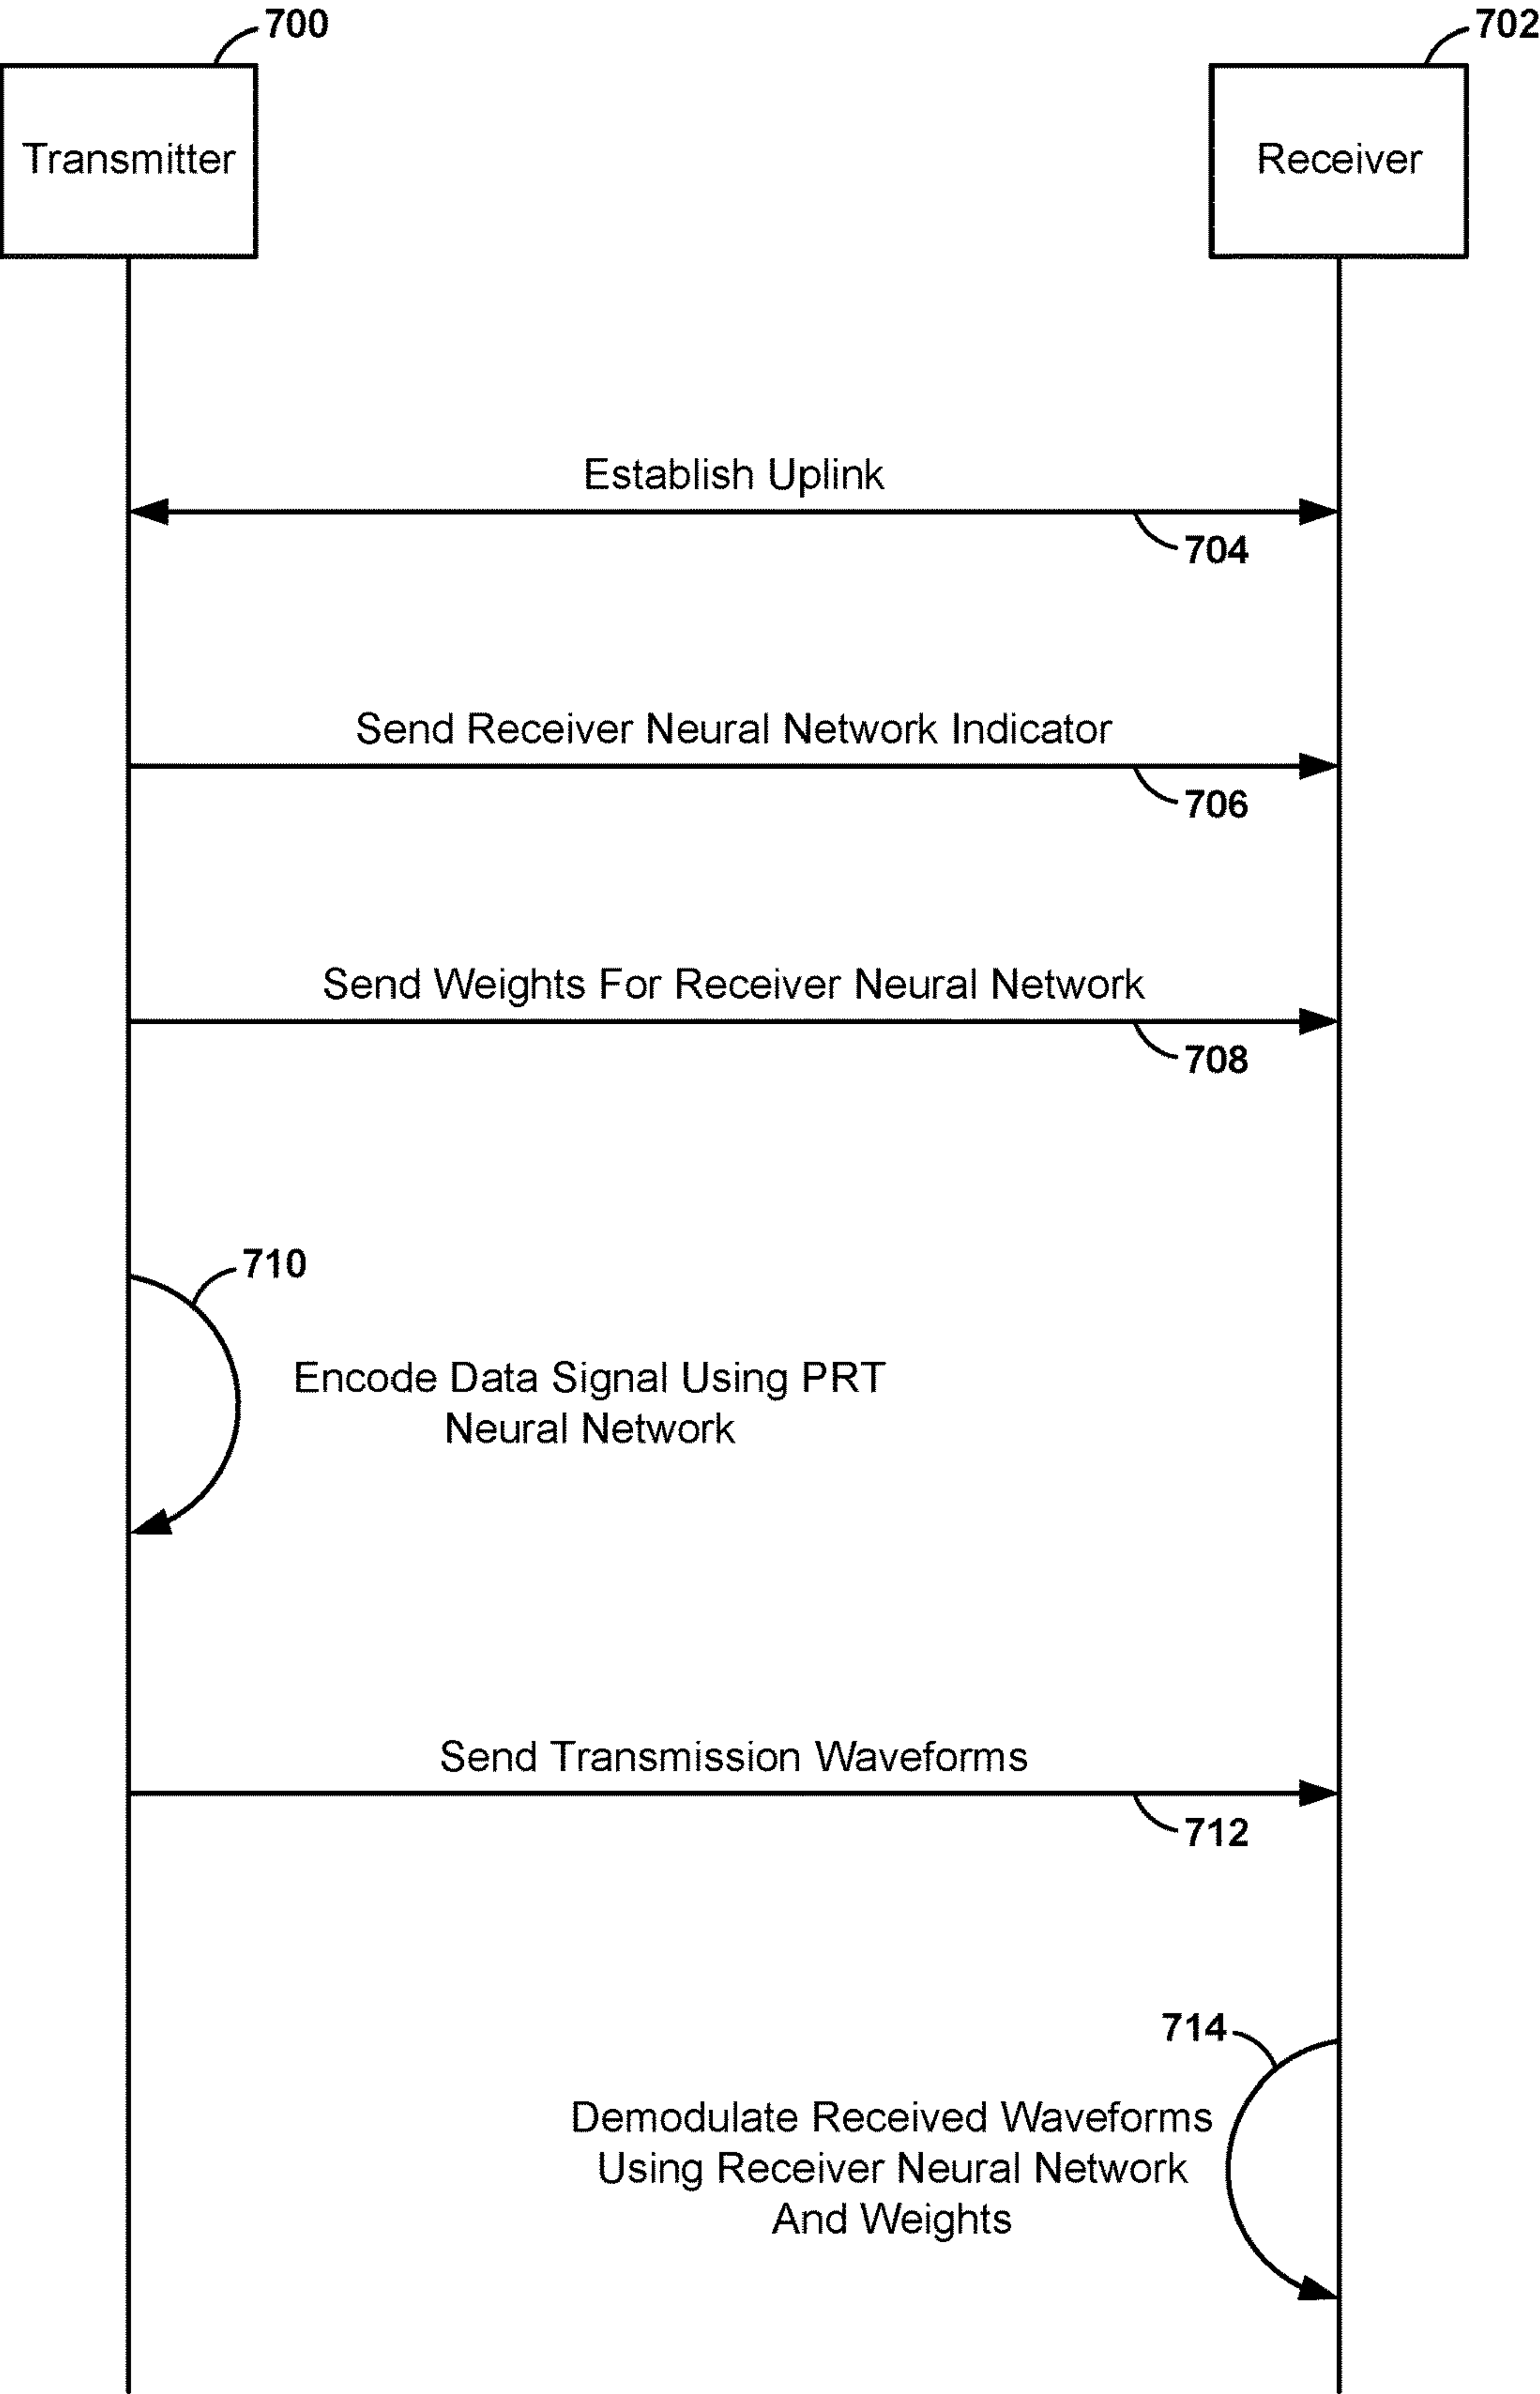 700
702
Transmitter
Receiver
Establish Uplink
704
Send Receiver Neural Network Indicator
706
Send Weights For Receiver Neural Network
708
710
Encode Data Signal Using PRT
Neural Network
Send Transmission Waveforms
712
714
Demodulate Received Waveforms
Using Receiver Neural Network
And Weights